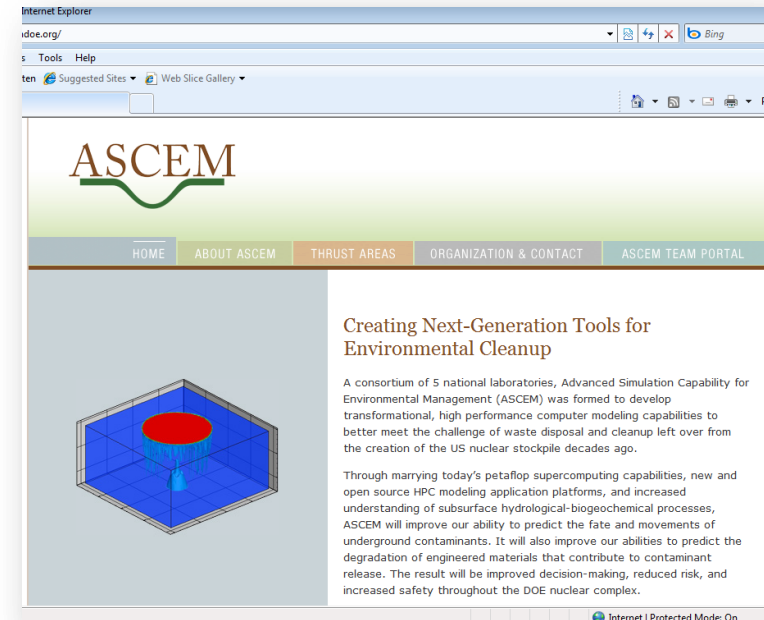 Internet Explorer
doe.org/
Bing
s Tools Help
Suggested Sites Web Slice Gallery
ASCEM
HOME ABOUT ASCEM THRUST AREAS ORGANIZATION & CONTACT ASCEM TEAM PORTAL
Creating Next-Generation Tools for
Environmental Cleanup
A consortium of 5 national laboratories, Advanced Simulation Capability for
Environmental Management (ASCEM) was formed to develop
transformational, high performance computer modeling capabilities to
better meet the challenge of waste disposal and cleanup left over from
the creation of the US nuclear stockpile decades ago.
Through marrying today's petaflop supercomputing capabilities, new and
open source HPC modeling application platforms, and increased
understanding of subsurface hydrological-biogeochemical processes,
ASCEM will improve our ability to predict the fate and movements of
underground contaminants. It will also improve our abilities to predict the
degradation of engineered materials that contribute to contaminant
release. The result will be improved decision-making, reduced risk, and
increased safety throughout the DOE nuclear complex.
Internet | Protected Mode: On